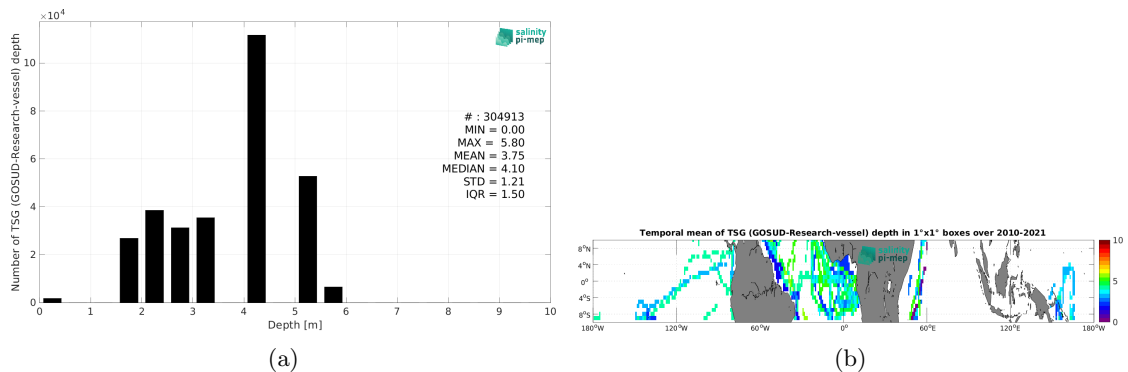 ×10⁴
10
8
6
4
2
0
Number of TSG (GOSUD-Research-vessel) depth
salinity
pi-mep
# : 304913
MIN = 0.00
MAX = 5.80
MEAN = 3.75
MEDIAN = 4.10
STD = 1.21
IQR = 1.50
0 1 2 3 4 5 6 7 8 9 10
Depth [m]
(a)
Temporal mean of TSG (GOSUD-Research-vessel) depth in 1°x1° boxes over 2010-2021
8°N
4°N
0°
4°S
8°S
salinity
pi-mep
180°W 120°W 60°W 0° 60°E 120°E 180°W
10
5
0
(b)